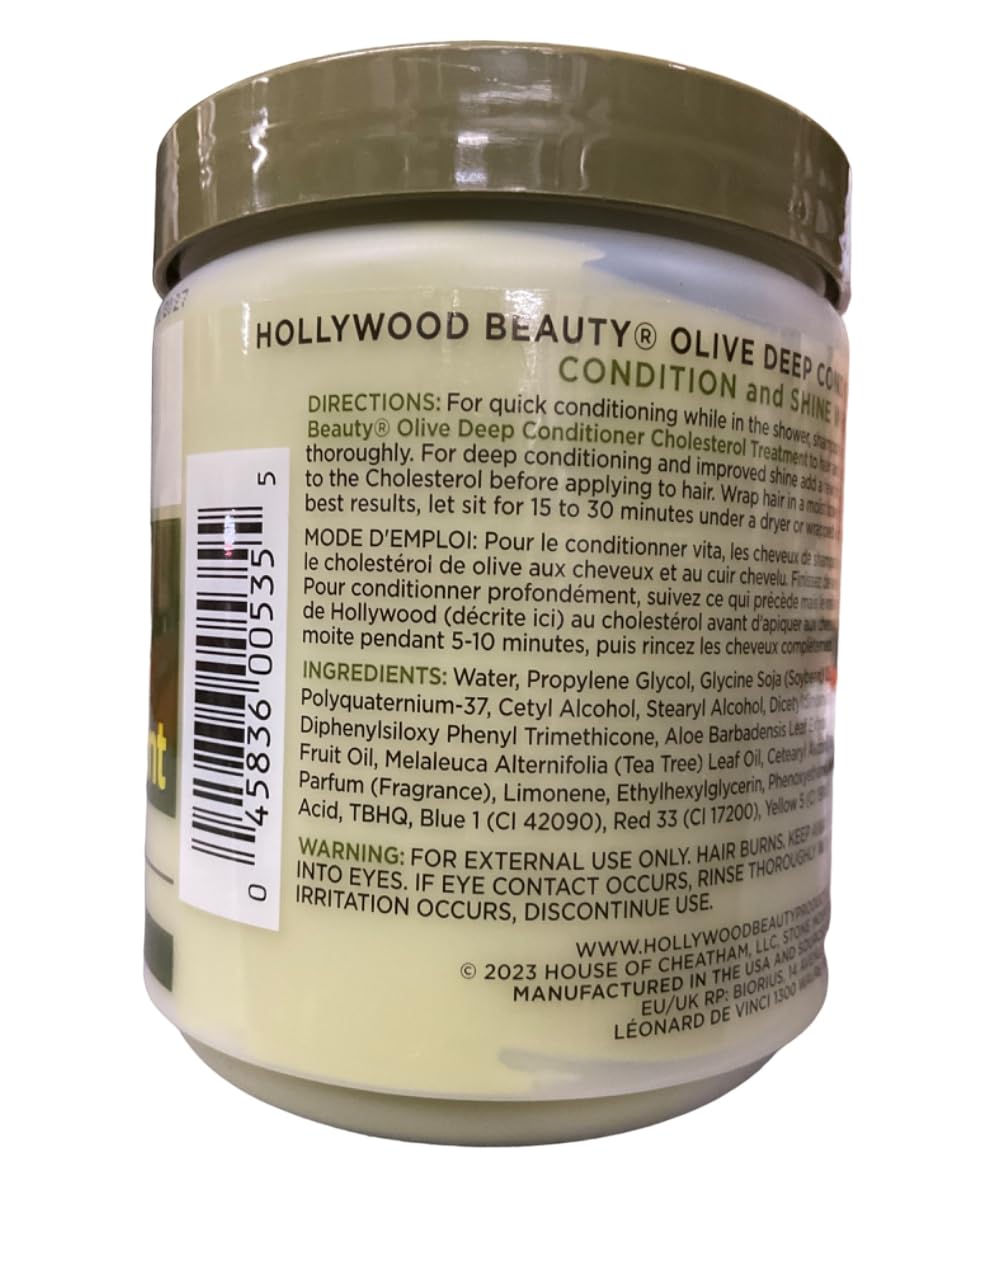 HOLLYWOOD BEAUTY® OLIVE DEEP
CONDITION and SHINE
DIRECTIONS: For quick conditioning while in the shower,
Beauty® Olive Deep Conditioner Cholesterol Treatment to
thoroughly. For deep conditioning and improved shine add a
to the Cholesterol before applying to hair. Wrap hair in a
best results, let sit for 15 to 30 minutes under a dryer or wrapped
MODE D'EMPLOI: Pour le conditionner vita, les cheveux de
le cholestérol de olive aux cheveux et au cuir chevelu.
Pour conditionner profondément, suivez ce qui précède
de Hollywood (décrite ici) au cholestérol avant d'apiquer aux
moite pendant 5-10 minutes, puis rincez les cheveux
INGREDIENTS: Water, Propylene Glycol, Glycine Soja (Soybean)
Polyquaternium-37, Cetyl Alcohol, Stearyl Alcohol,
Diphenylsiloxy Phenyl Trimethicone, Aloe Barbadensis Leaf
Fruit Oil, Melaleuca Alternifolia (Tea Tree) Leaf Oil,
Parfum (Fragrance), Limonene, Ethylhexylglycerin,
Acid, TBHQ, Blue 1 (CI 42090), Red 33 (CI 17200), Yellow 5
WARNING: FOR EXTERNAL USE ONLY. HAIR BURNS. KEEP
INTO EYES. IF EYE CONTACT OCCURS, RINSE THOROUGHLY
IRRITATION OCCURS, DISCONTINUE USE.
© 2023 HOUSE OF CHEATHAM, LLC, STONE
MANUFACTURED IN THE USA AND
EU/UK RP: BIORIUS, 14
LÉONARD DE VINCI 1300
0 45836 00535 5
nt